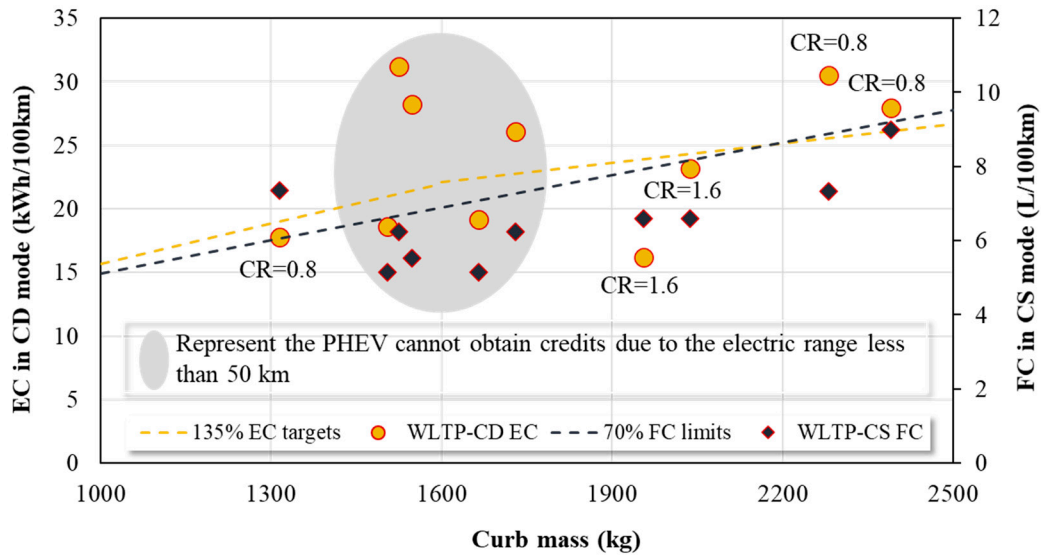 35
30
25
20
15
10
5
0
EC in CD mode (kWh/100km)
12
10
8
6
4
2
0
FC in CS mode (L/100km)
CR=0.8
CR=0.8
CR=1.6
CR=0.8
CR=1.6
Represent the PHEV cannot obtain credits due to the electric range less
than 50 km
135% EC targets WLTP-CD EC 70% FC limits WLTP-CS FC
1000 1300 1600 1900 2200 2500
Curb mass (kg)